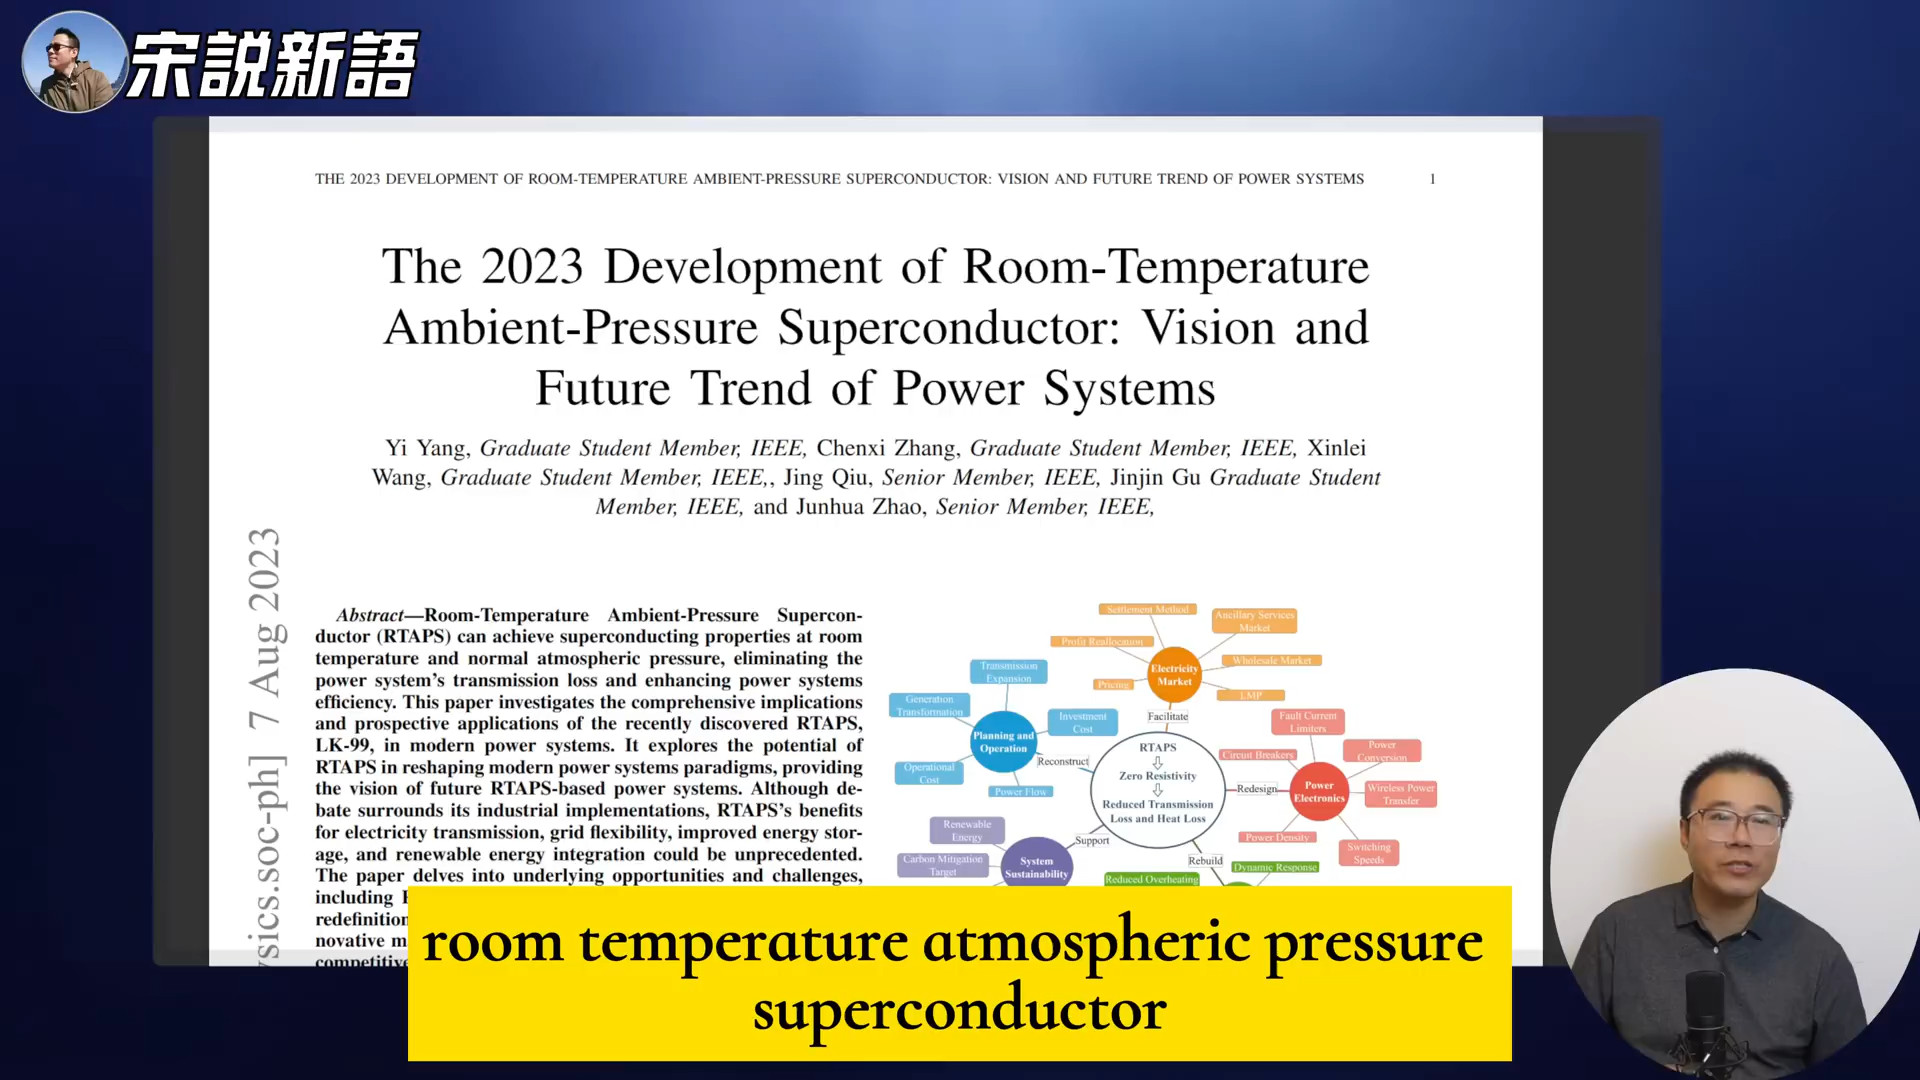 宋説新語
THE 2023 DEVELOPMENT OF ROOM-TEMPERATURE AMBIENT-PRESSURE SUPERCONDUCTOR: VISION AND FUTURE TREND OF POWER SYSTEMS
1
The 2023 Development of Room-Temperature
Ambient-Pressure Superconductor: Vision and
Future Trend of Power Systems
Yi Yang, Graduate Student Member, IEEE, Chenxi Zhang, Graduate Student Member, IEEE, Xinlei
Wang, Graduate Student Member, IEEE,, Jing Qiu, Senior Member, IEEE, Jinjin Gu Graduate Student
Member, IEEE, and Junhua Zhao, Senior Member, IEEE,
7 Aug 2023
Abstract—Room-Temperature Ambient-Pressure Supercon-
ductor (RTAPS) can achieve superconducting properties at room
temperature and normal atmospheric pressure, eliminating the
power system's transmission loss and enhancing power systems
efficiency. This paper investigates the comprehensive implications
and prospective applications of the recently discovered RTAPS,
LK-99, in modern power systems. It explores the potential of
RTAPS in reshaping modern power systems paradigms, providing
the vision of future RTAPS-based power systems. Although de-
bate surrounds its industrial implementations, RTAPS's benefits
for electricity transmission, grid flexibility, improved energy stor-
age, and renewable energy integration could be unprecedented.
The paper delves into underlying opportunities and challenges,
including
redefinition
novative
competitive
Settlement Method
Ancillary Services
Market
Profit Reallocation
Wholesale Market
Electricity
Market
Pricing
LMP
Facilitate
Transmission
Expansion
Generation
Transformation
Investment
Cost
Planning and
Operation
Reconstruct
Operational
Cost
Power Flow
RTAPS
Zero Resistivity
Reduced Transmission
Loss and Heat Loss
Fault Current
Limiters
Circuit Breakers
Power
Conversion
Redesign
Power
Electronics
Wireless Power
Transfer
Power Density
Switching
Speeds
Renewable
Energy
Support
Carbon Mitigation
Target
System
Sustainability
Rebuild
Dynamic Response
Reduced Overheating
room temperature atmospheric pressure
superconductor